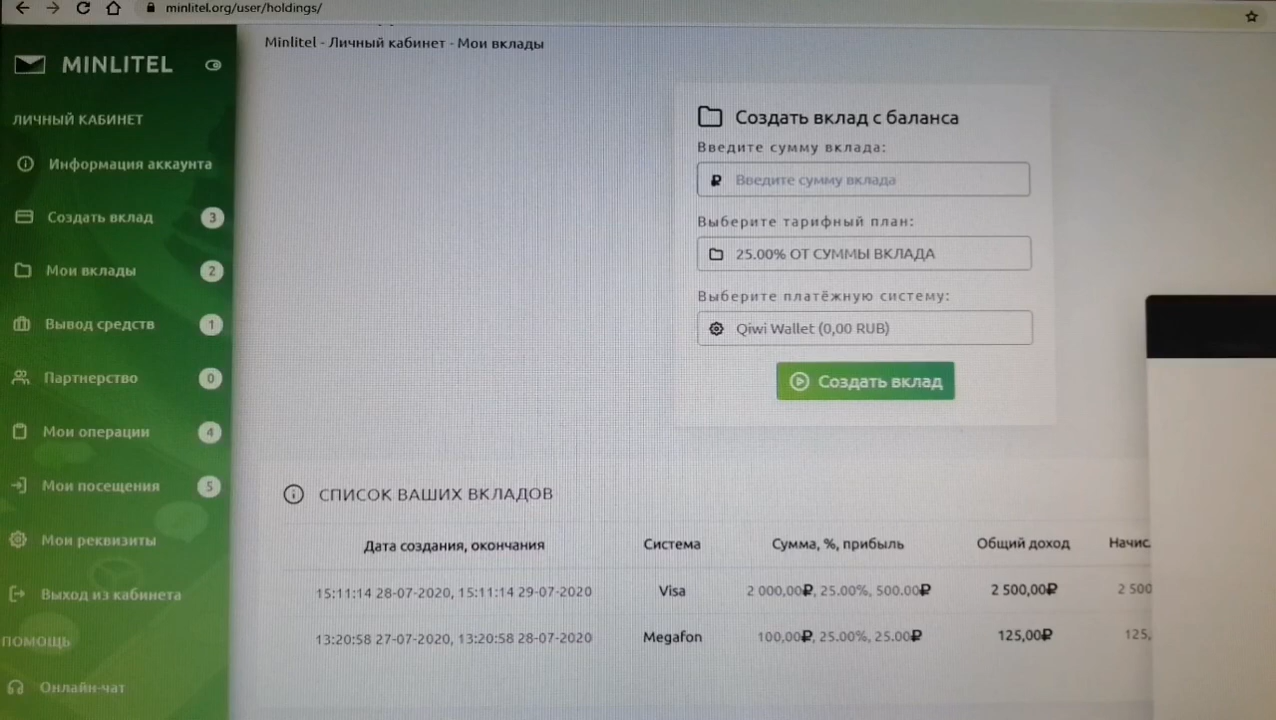 minlitel.org/user/holdings/
Minlitel - Личный кабинет - Мои вклады
MINLITEL
ЛИЧНЫЙ КАБИНЕТ
Информация аккаунта
Создать вклад 3
Мои вклады 2
Вывод средств 1
Партнерство 0
Мои операции 4
Мои посещения 5
Мои реквизиты
Выход из кабинета
ПОМОЩЬ
Онлайн-чат
Создать вклад с баланса
Введите сумму вклада:
₽ Введите сумму вклада
Выберите тарифный план:
25.00% ОТ СУММЫ ВКЛАДА
Выберите платёжную систему:
Qiwi Wallet (0,00 RUB)
Создать вклад
СПИСОК ВАШИХ ВКЛАДОВ
Дата создания, окончания Система Сумма, %, прибыль Общий доход Начис.
15:11:14 28-07-2020, 15:11:14 29-07-2020 Visa 2 000,00₽, 25.00%, 500.00₽ 2 500,00₽ 2 500
13:20:58 27-07-2020, 13:20:58 28-07-2020 Megafon 100,00₽, 25.00%, 25.00₽ 125,00₽ 125,